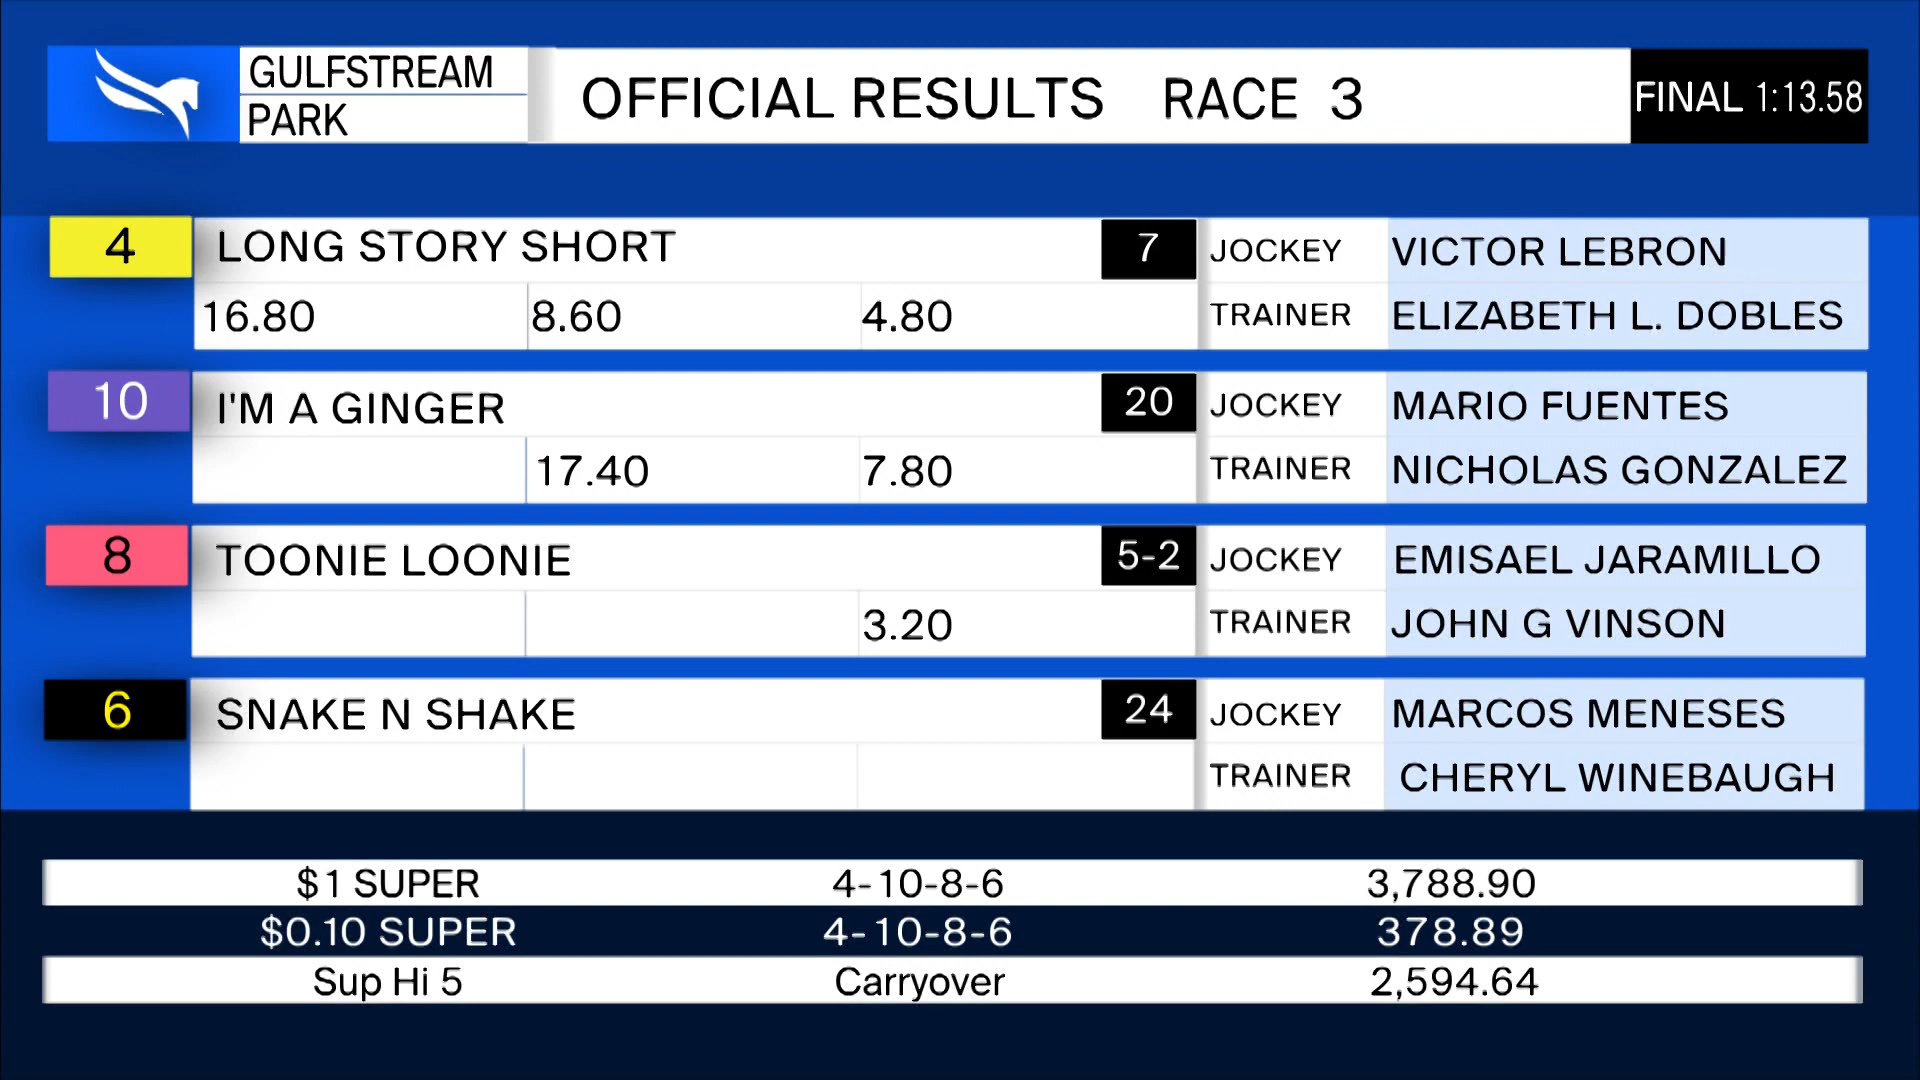 GULFSTREAM
PARK
OFFICIAL RESULTS RACE 3
FINAL 1:13.58
4 LONG STORY SHORT 7 JOCKEY VICTOR LEBRON
16.80 8.60 4.80 TRAINER ELIZABETH L. DOBLES
10 I'M A GINGER 20 JOCKEY MARIO FUENTES
17.40 7.80 TRAINER NICHOLAS GONZALEZ
8 TOONIE LOONIE 5-2 JOCKEY EMISAEL JARAMILLO
3.20 TRAINER JOHN G VINSON
6 SNAKE N SHAKE 24 JOCKEY MARCOS MENESES
TRAINER CHERYL WINEBAUGH
$1 SUPER 4-10-8-6 3,788.90
$0.10 SUPER 4-10-8-6 378.89
Sup Hi 5 Carryover 2,594.64